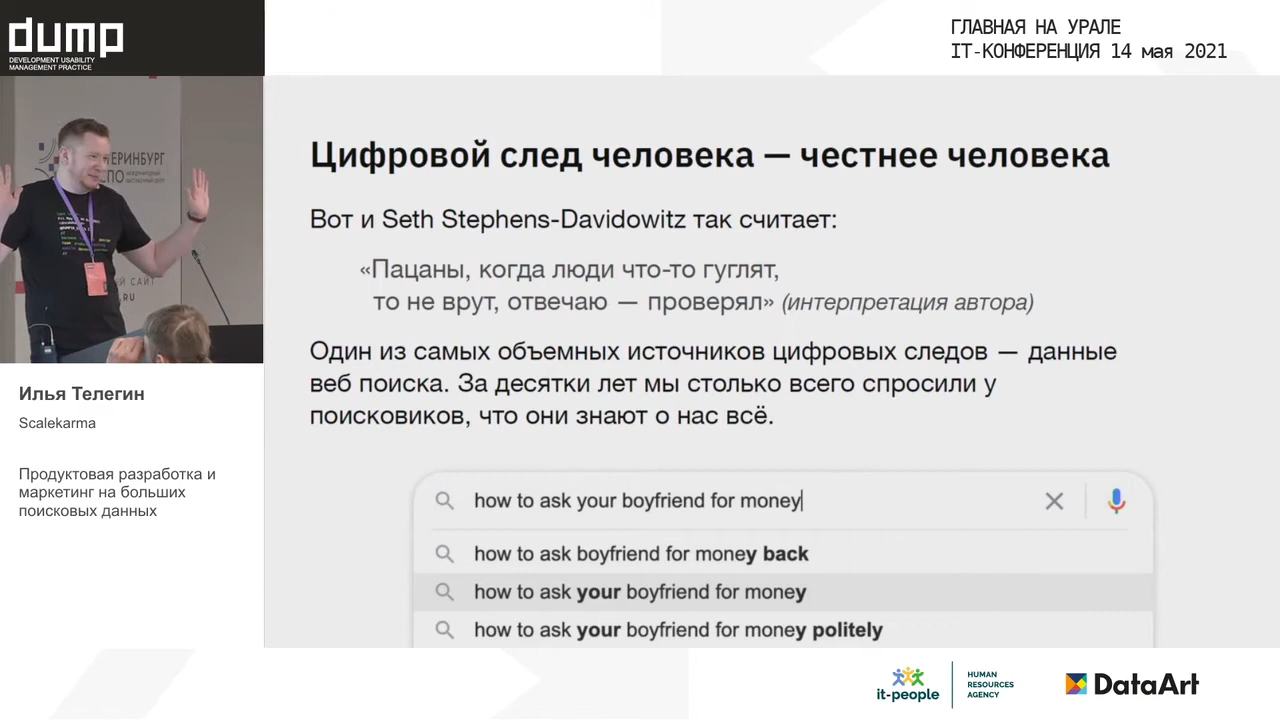 dump
DEVELOPMENT USABILITY
MANAGEMENT PRACTICE
ГЛАВНАЯ НА УРАЛЕ
IT-КОНФЕРЕНЦИЯ 14 мая 2021
Цифровой след человека — честнее человека
Вот и Seth Stephens-Davidowitz так считает:
«Пацаны, когда люди что-то гуглят,
то не врут, отвечаю — проверял» (интерпретация автора)
Один из самых объемных источников цифровых следов — данные
веб поиска. За десятки лет мы столько всего спросили у
поисковиков, что они знают о нас всё.
how to ask your boyfriend for money
how to ask boyfriend for money back
how to ask your boyfriend for money
how to ask your boyfriend for money politely
Илья Телегин
Scalekarma
Продуктовая разработка и
маркетинг на больших
поисковых данных
it-people
HUMAN
RESOURCES
AGENCY
DataArt